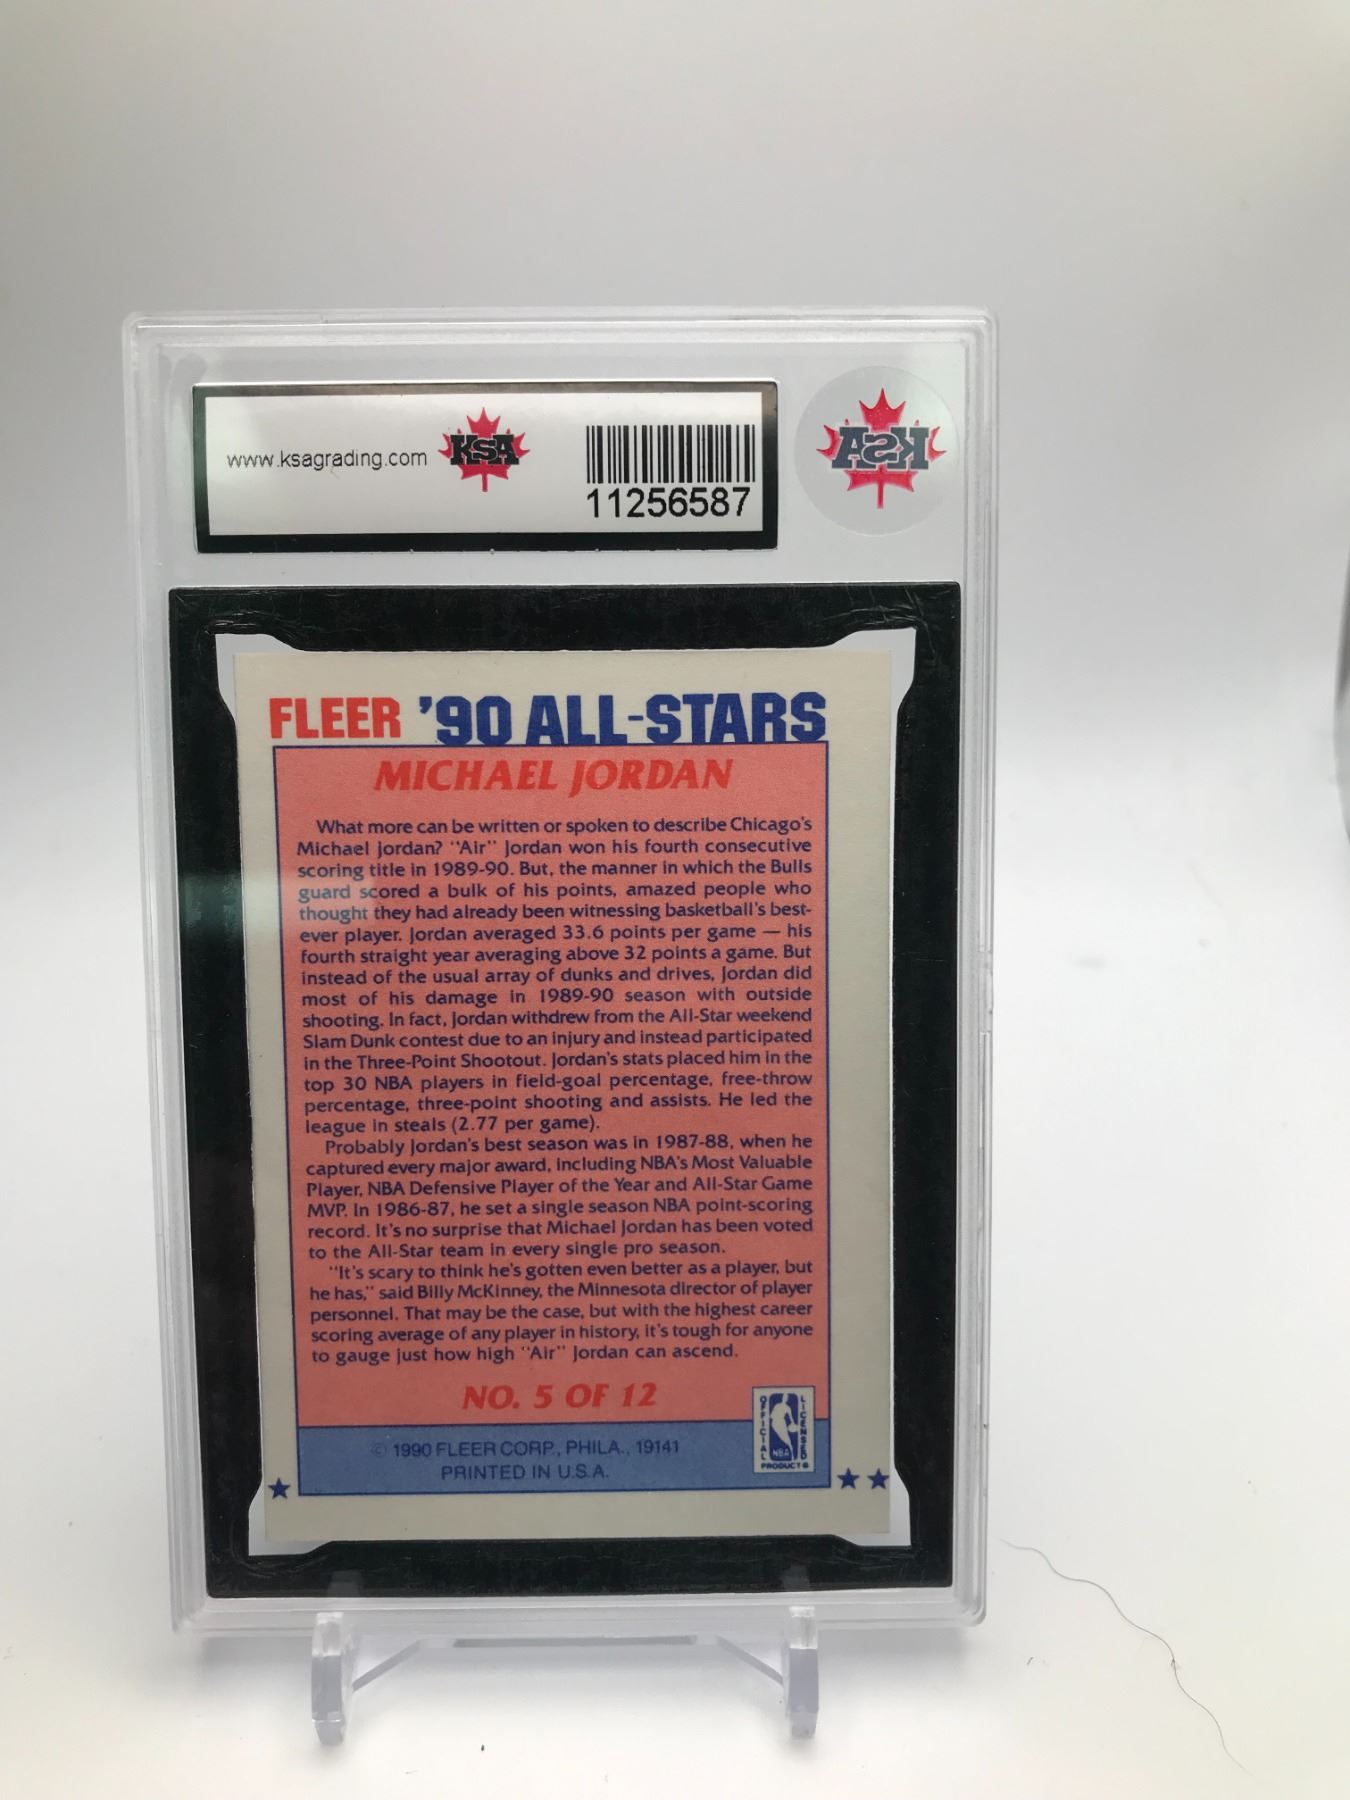 www.ksagrading.com
KSA
11256587
KSA
FLEER '90 ALL-STARS
MICHAEL JORDAN
What more can be written or spoken to describe Chicago's
Michael Jordan? "Air" Jordan won his fourth consecutive
scoring title in 1989-90. But, the manner in which the Bulls
guard scored a bulk of his points, amazed people who
thought they had already been witnessing basketball's best-
ever player. Jordan averaged 33.6 points per game — his
fourth straight year averaging above 32 points a game. But
instead of the usual array of dunks and drives, Jordan did
most of his damage in 1989-90 season with outside
shooting. In fact, Jordan withdrew from the All-Star weekend
Slam Dunk contest due to an injury and instead participated
in the Three-Point Shootout. Jordan's stats placed him in the
top 30 NBA players in field-goal percentage, free-throw
percentage, three-point shooting and assists. He led the
league in steals (2.77 per game).
Probably Jordan's best season was in 1987-88, when he
captured every major award, including NBA's Most Valuable
Player, NBA Defensive Player of the Year and All-Star Game
MVP. In 1986-87, he set a single season NBA point-scoring
record. It's no surprise that Michael Jordan has been voted
to the All-Star team in every single pro season.
"It's scary to think he's gotten even better as a player, but
he has," said Billy McKinney, the Minnesota director of player
personnel. That may be the case, but with the highest career
scoring average of any player in history, it's tough for anyone
to gauge just how high "Air" Jordan can ascend.
NO. 5 OF 12
© 1990 FLEER CORP., PHILA., 19141
PRINTED IN U.S.A.
OFFICIAL
LICENSED
NBA
PRODUCT ®